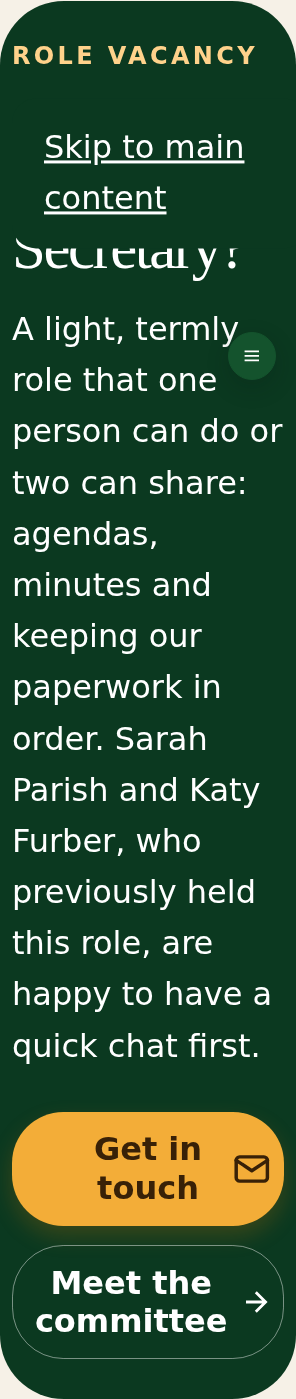 ROLE VACANCY
Skip to main
content
Secretary?
A light, termly
role that one
person can do or
two can share:
agendas,
minutes and
keeping our
paperwork in
order. Sarah
Parish and Katy
Furber, who
previously held
this role, are
happy to have a
quick chat first.
Get in
touch
Meet the
committee